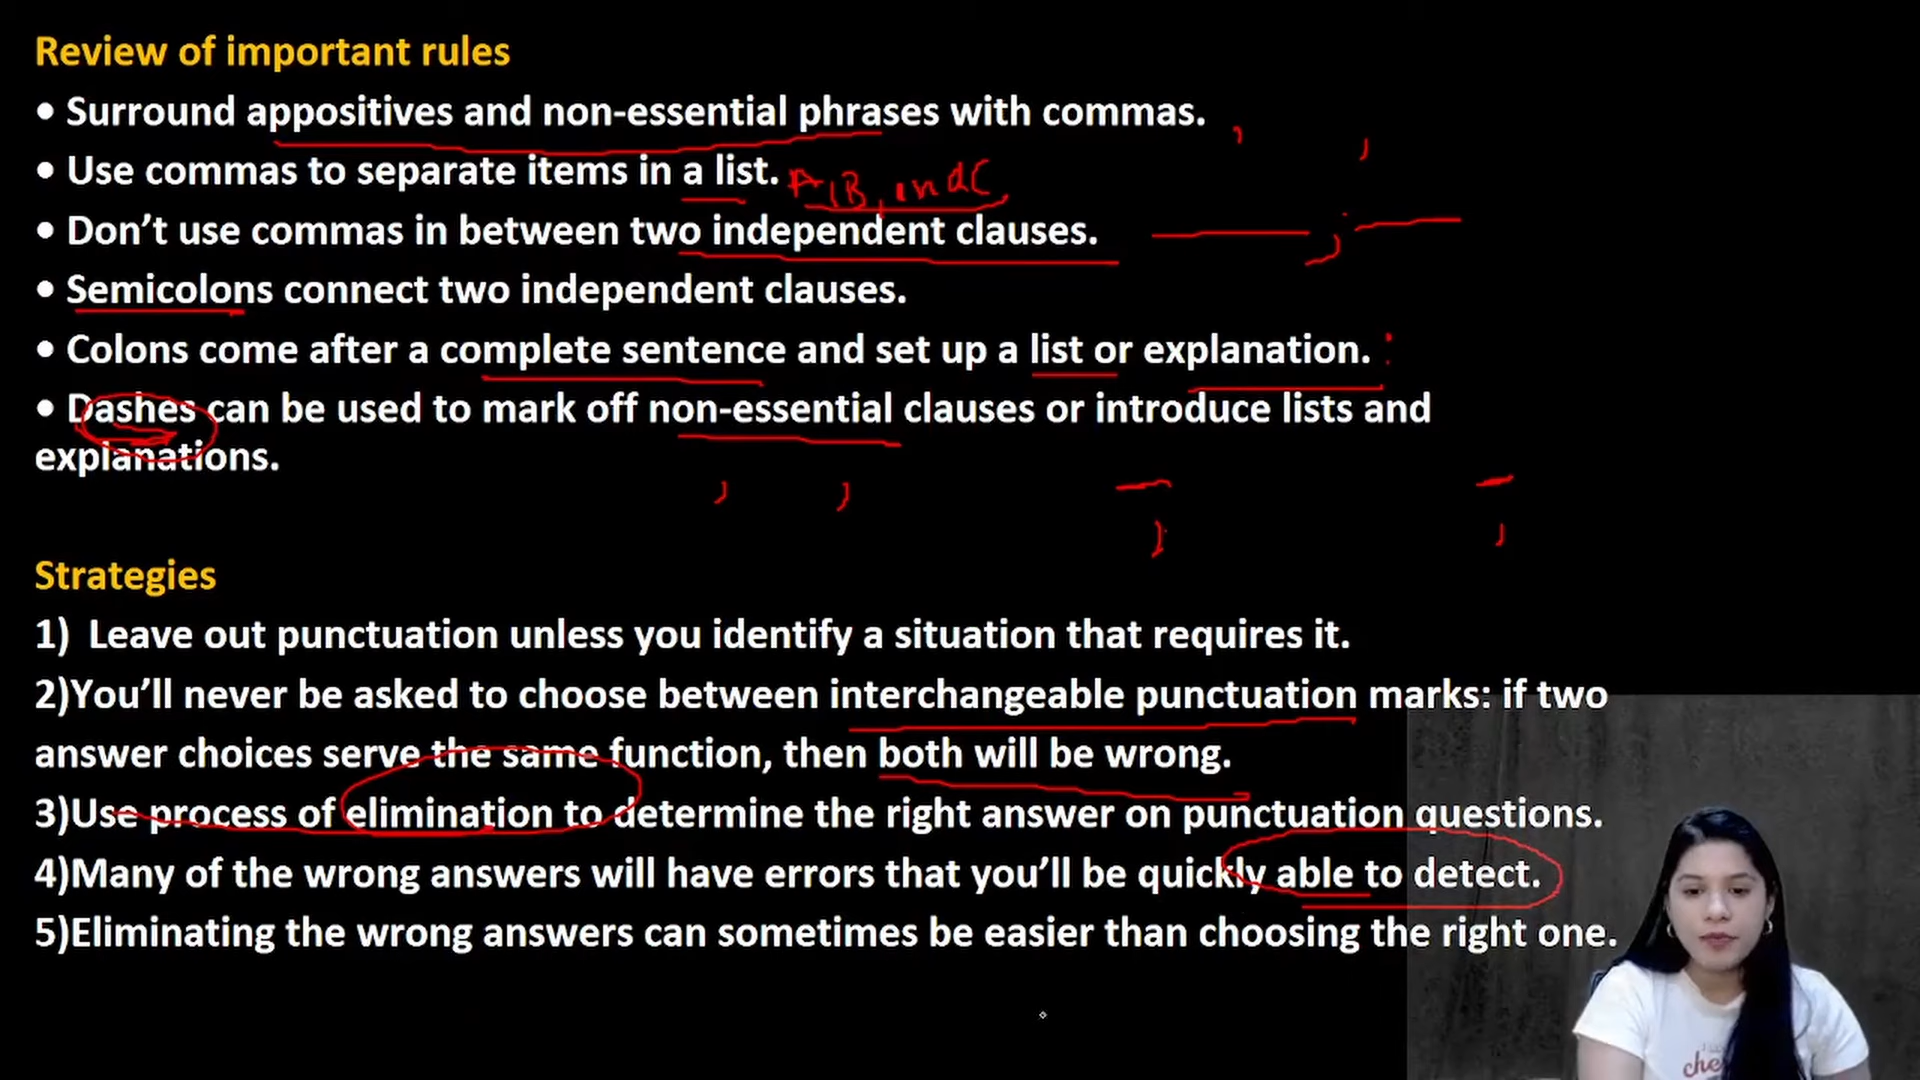 Review of important rules
• Surround appositives and non-essential phrases with commas.
• Use commas to separate items in a list. A, B, and C
• Don’t use commas in between two independent clauses.
• Semicolons connect two independent clauses.
• Colons come after a complete sentence and set up a list or explanation. :
• Dashes can be used to mark off non-essential clauses or introduce lists and
explanations.
Strategies
1) Leave out punctuation unless you identify a situation that requires it.
2)You’ll never be asked to choose between interchangeable punctuation marks: if two
answer choices serve the same function, then both will be wrong.
3)Use process of elimination to determine the right answer on punctuation questions.
4)Many of the wrong answers will have errors that you’ll be quickly able to detect.
5)Eliminating the wrong answers can sometimes be easier than choosing the right one.